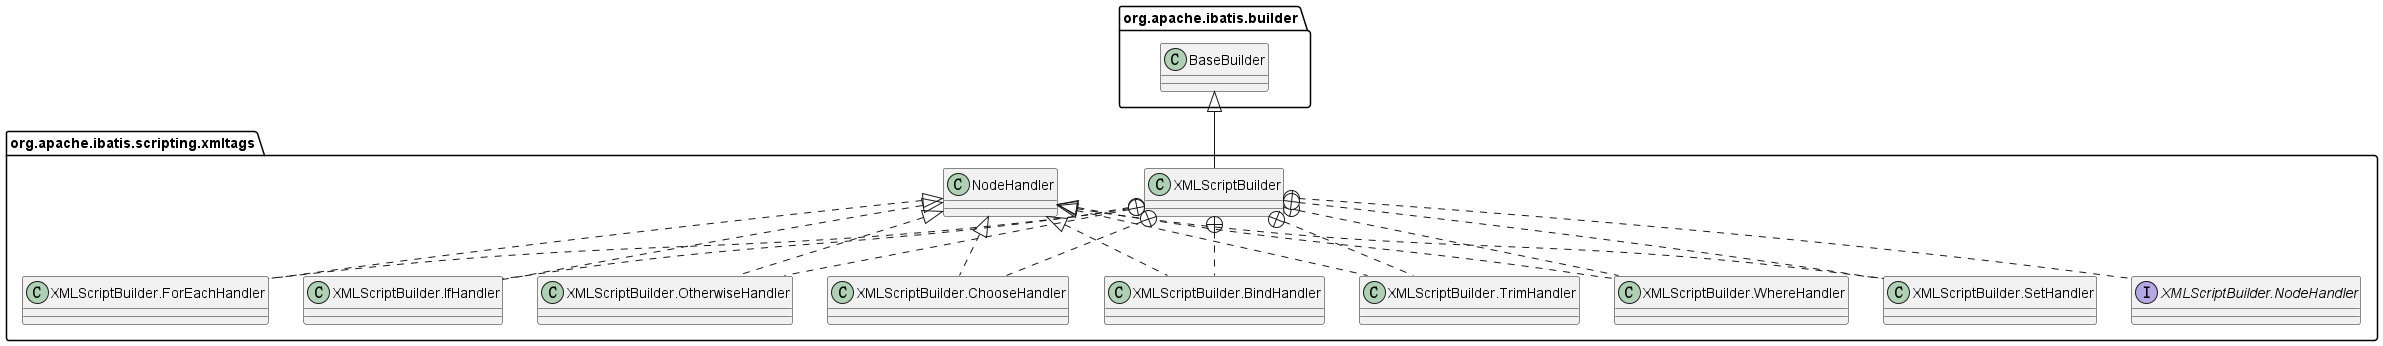 org.apache.ibatis.builder
C BaseBuilder
org.apache.ibatis.scripting.xmltags
C NodeHandler
C XMLScriptBuilder
C XMLScriptBuilder.ForEachHandler
C XMLScriptBuilder.IfHandler
C XMLScriptBuilder.OtherwiseHandler
C XMLScriptBuilder.ChooseHandler
C XMLScriptBuilder.BindHandler
C XMLScriptBuilder.TrimHandler
C XMLScriptBuilder.WhereHandler
C XMLScriptBuilder.SetHandler
I XMLScriptBuilder.NodeHandler